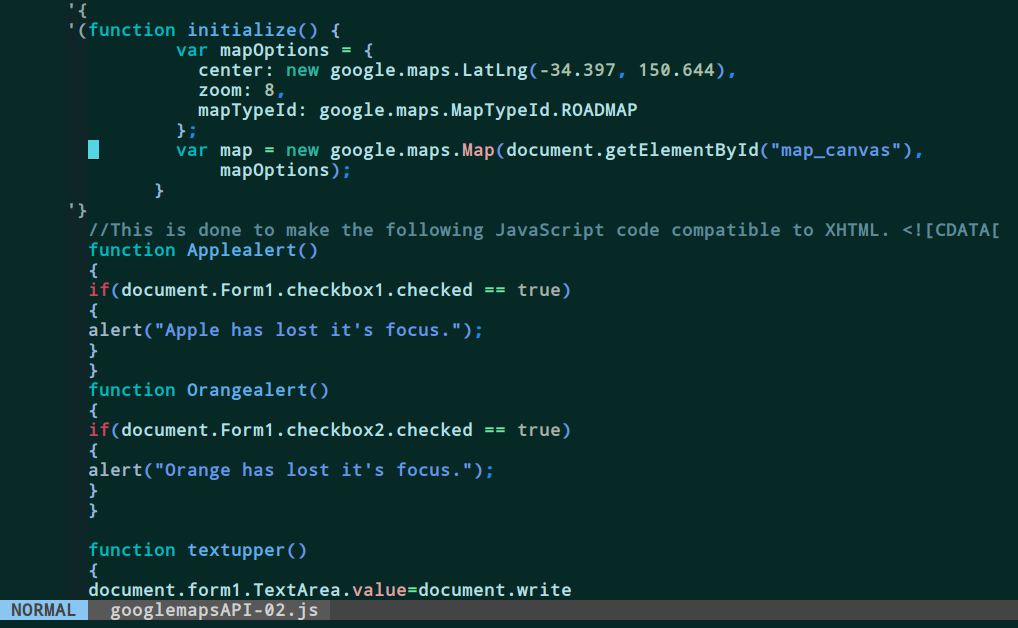 '{
'(function initialize() {
        var mapOptions = {
          center: new google.maps.LatLng(-34.397, 150.644),
          zoom: 8,
          mapTypeId: google.maps.MapTypeId.ROADMAP
        };
        var map = new google.maps.Map(document.getElementById("map_canvas"),
            mapOptions);
      }
'}
//This is done to make the following JavaScript code compatible to XHTML. <![CDATA[
function Applealert()
{
if(document.Form1.checkbox1.checked == true)
{
alert("Apple has lost it's focus.");
}
}
function Orangealert()
{
if(document.Form1.checkbox2.checked == true)
{
alert("Orange has lost it's focus.");
}
}
function textupper()
{
document.form1.TextArea.value=document.write
NORMAL googlemapsAPI-02.js